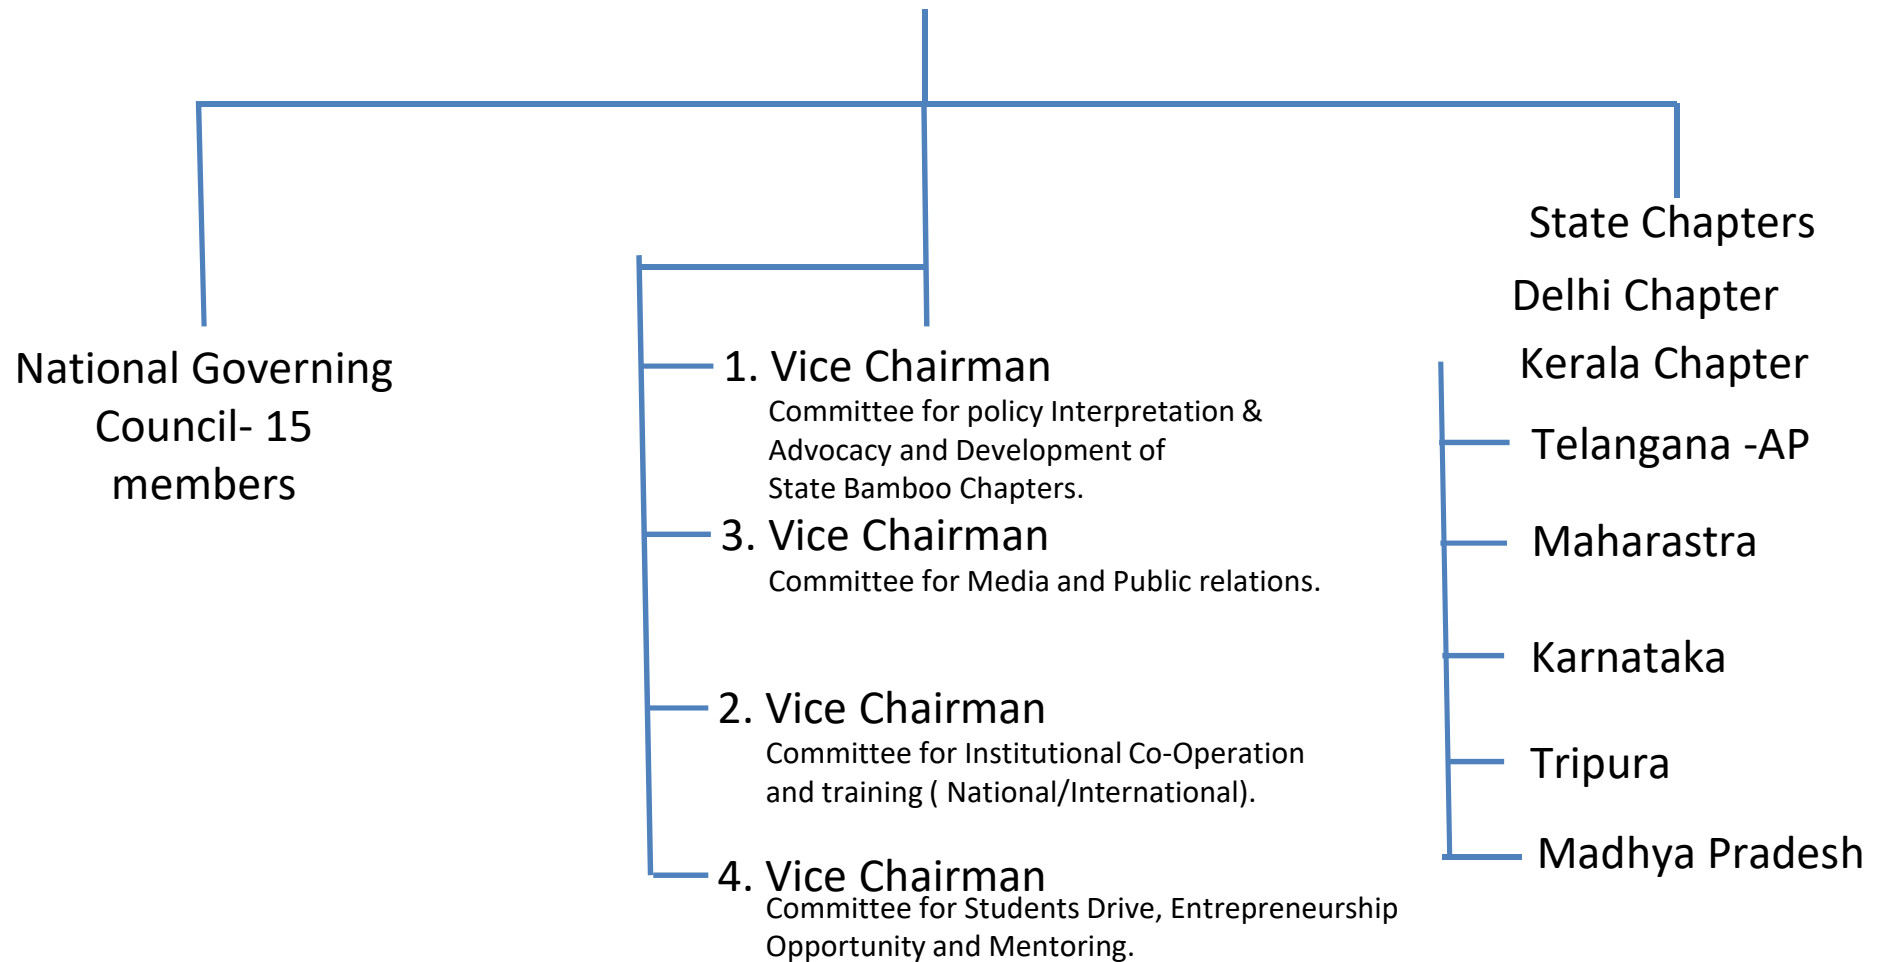 National Governing
Council- 15
members
1. Vice Chairman
Committee for policy Interpretation &
Advocacy and Development of
State Bamboo Chapters.
3. Vice Chairman
Committee for Media and Public relations.
2. Vice Chairman
Committee for Institutional Co-Operation
and training ( National/International).
4. Vice Chairman
Committee for Students Drive, Entrepreneurship
Opportunity and Mentoring.
State Chapters
Delhi Chapter
Kerala Chapter
Telangana -AP
Maharastra
Karnataka
Tripura
Madhya Pradesh